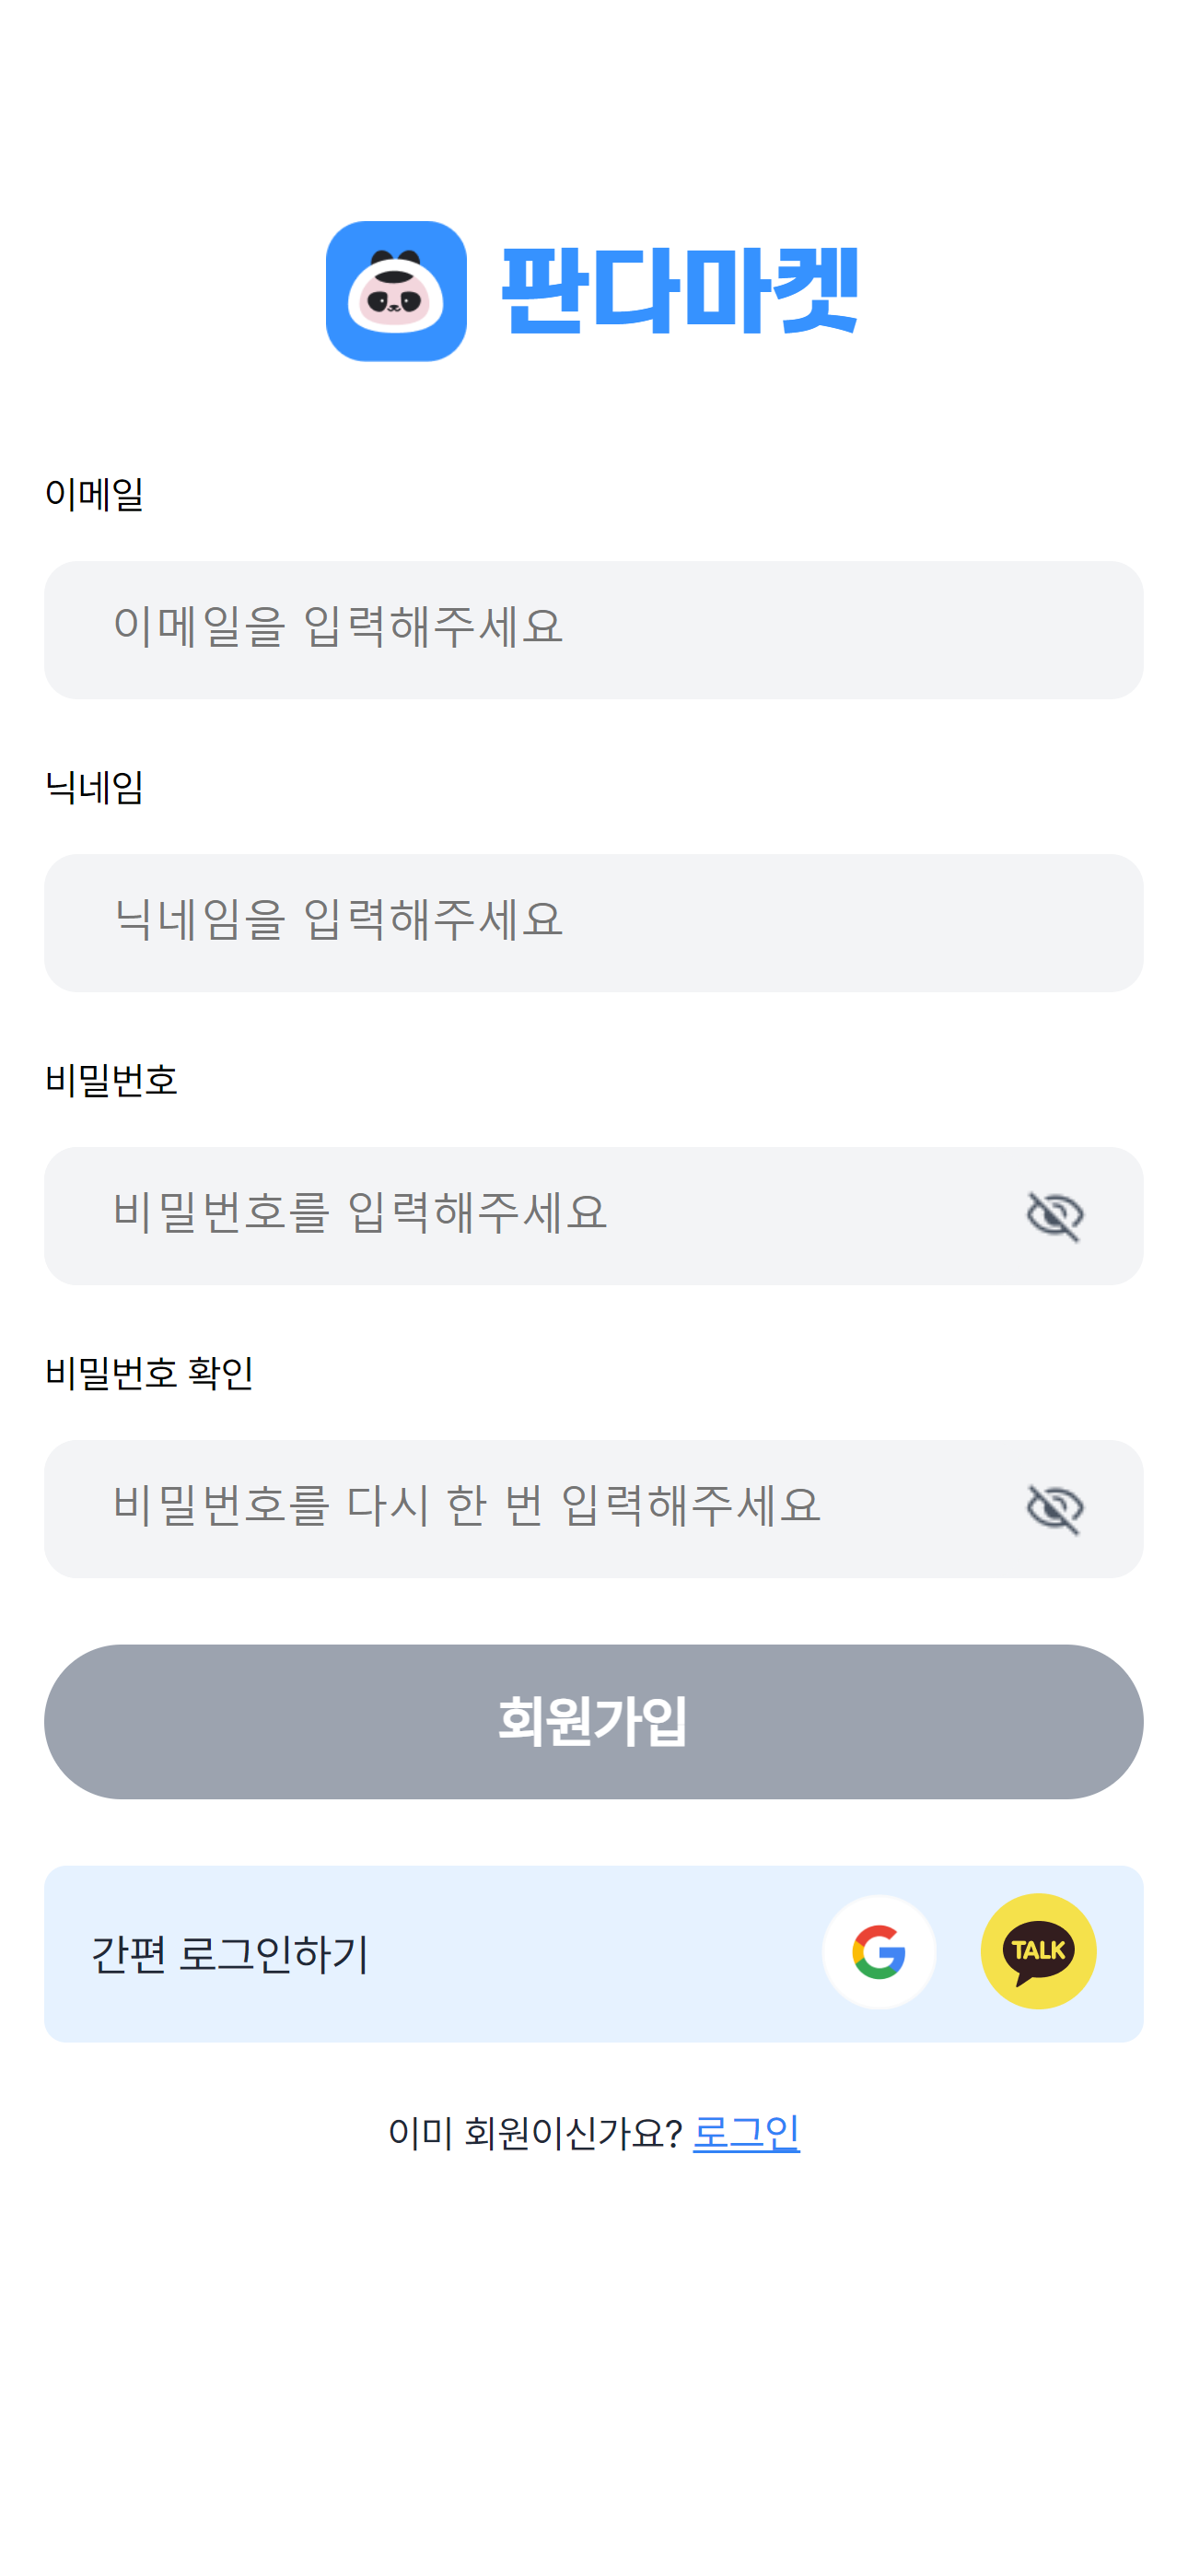 판다마켓
이메일
이메일을 입력해주세요
닉네임
닉네임을 입력해주세요
비밀번호
비밀번호를 입력해주세요
비밀번호 확인
비밀번호를 다시 한 번 입력해주세요
회원가입
간편 로그인하기
TALK
이미 회원이신가요? 로그인